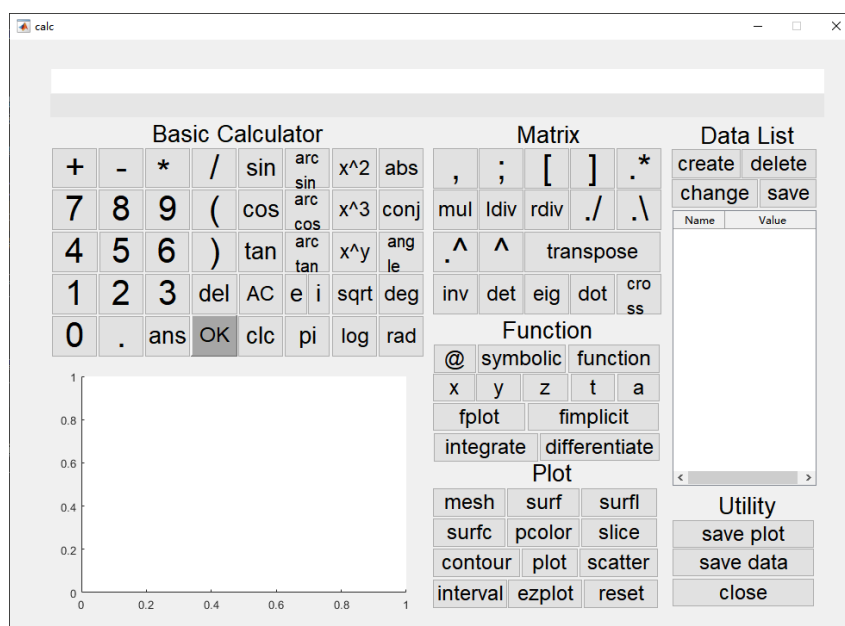 calc
Basic Calculator
+ - * / sin arc sin x^2 abs
7 8 9 ( cos arc cos x^3 conj
4 5 6 ) tan arc tan x^y ang le
1 2 3 del AC e i sqrt deg
0 . ans OK clc pi log rad
1
0.8
0.6
0.4
0.2
0
0 0.2 0.4 0.6 0.8 1
Matrix
, ; [ ] .*
mul ldiv rdiv ./ .\
.^ ^ transpose
inv det eig dot cro ss
Function
@ symbolic function
x y z t a
fplot fimplicit
integrate differentiate
Plot
mesh surf surfl
surfc pcolor slice
contour plot scatter
interval ezplot reset
Data List
create delete
change save
Name Value
Utility
save plot
save data
close